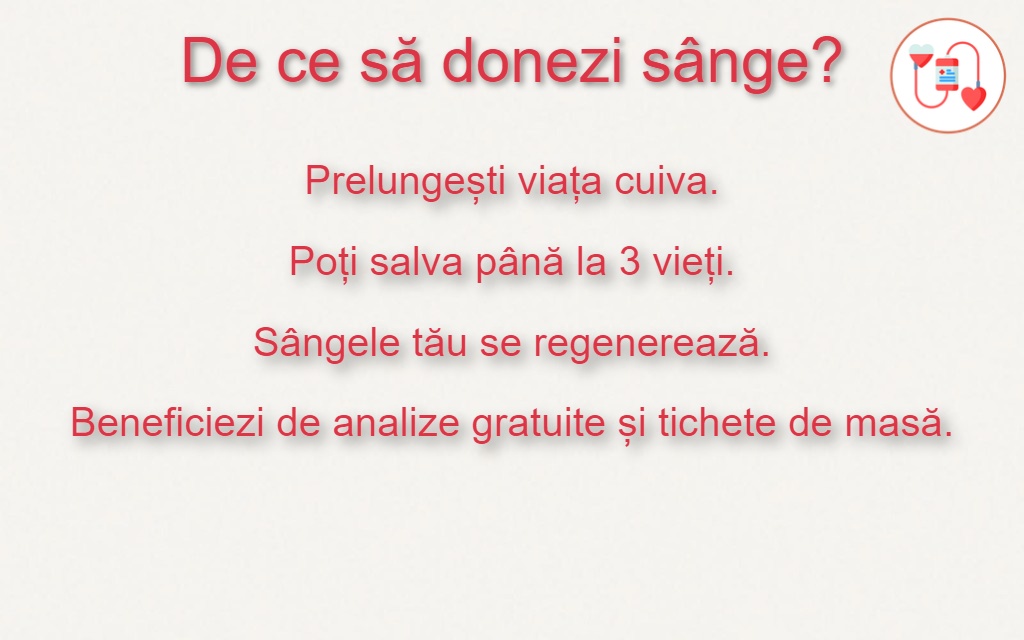 De ce să donezi sânge?
Prelungești viața cuiva.
Poți salva până la 3 vieți.
Sângele tău se regenerează.
Beneficiezi de analize gratuite și tichete de masă.